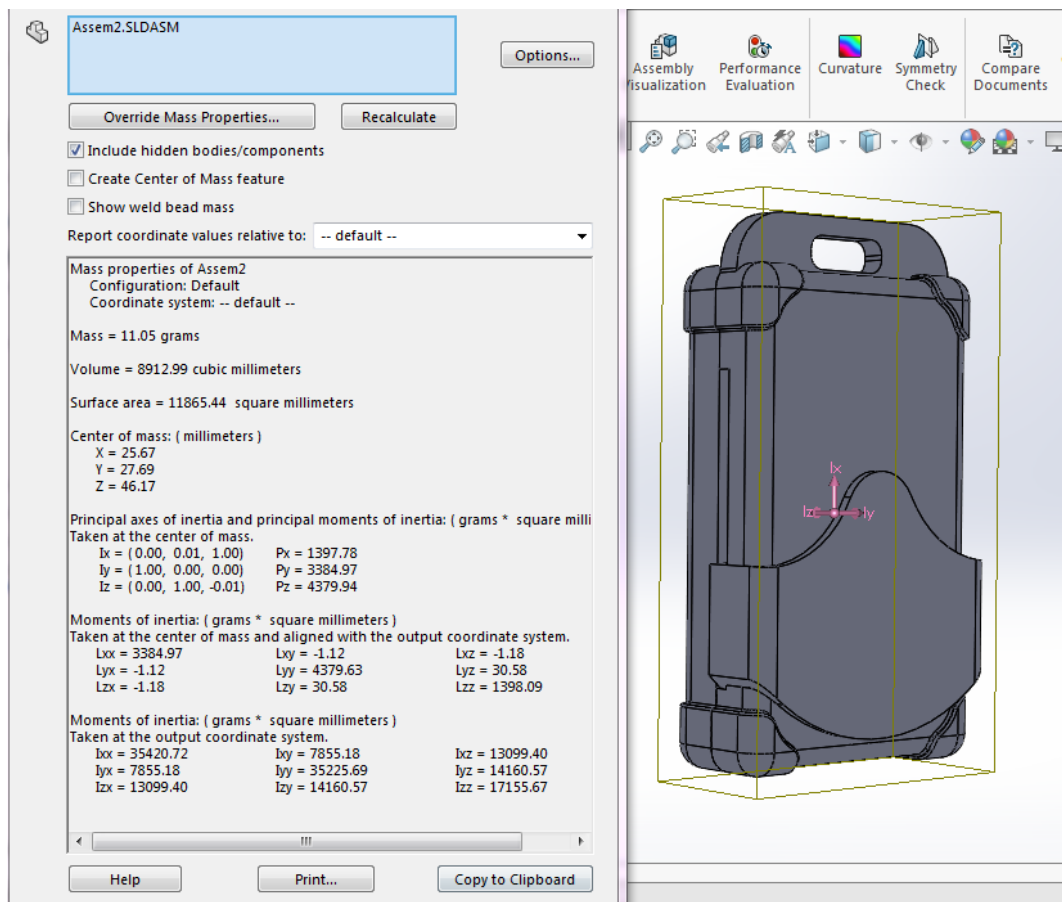 Assem2.SLDASM
Options...
Override Mass Properties...
Recalculate
Include hidden bodies/components
Create Center of Mass feature
Show weld bead mass
Report coordinate values relative to: -- default --
Mass properties of Assem2
Configuration: Default
Coordinate system: -- default --
Mass = 11.05 grams
Volume = 8912.99 cubic millimeters
Surface area = 11865.44 square millimeters
Center of mass: ( millimeters )
X = 25.67
Y = 27.69
Z = 46.17
Principal axes of inertia and principal moments of inertia: ( grams * square milli
Taken at the center of mass.
Ix = ( 0.00, 0.01, 1.00) Px = 1397.78
Iy = ( 1.00, 0.00, 0.00) Py = 3384.97
Iz = ( 0.00, 1.00, -0.01) Pz = 4379.94
Moments of inertia: ( grams * square millimeters )
Taken at the center of mass and aligned with the output coordinate system.
Lxx = 3384.97 Lxy = -1.12 Lxz = -1.18
Lyx = -1.12 Lyy = 4379.63 Lyz = 30.58
Lzx = -1.18 Lzy = 30.58 Lzz = 1398.09
Moments of inertia: ( grams * square millimeters )
Taken at the output coordinate system.
Ixx = 35420.72 Ixy = 7855.18 Ixz = 13099.40
Iyx = 7855.18 Iyy = 35225.69 Iyz = 14160.57
Izx = 13099.40 Izy = 14160.57 Izz = 17155.67
Help
Print...
Copy to Clipboard
Assembly
isualization
Performance
Evaluation
Curvature
Symmetry
Check
Compare
Documents
Ix
Iz
Iy